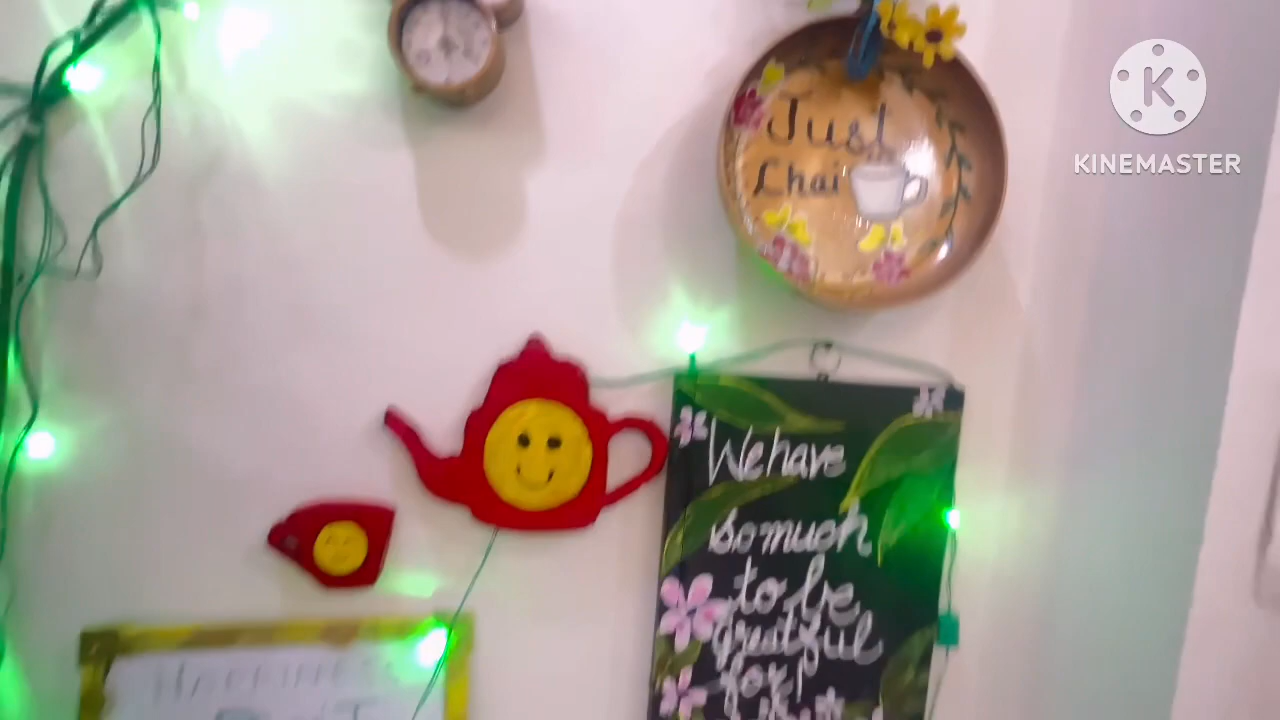 Just
Chai
K
KINEMASTER
We have
so much
to be
greatful
for!